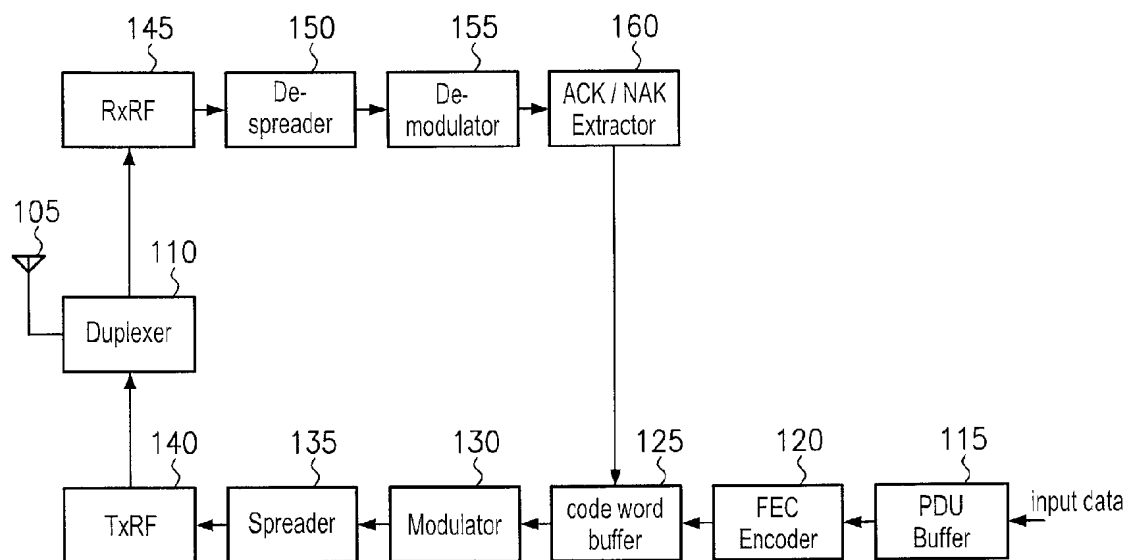 145
150
155
160
RxRF
De-
spreader
De-
modulator
ACK / NAK
Extractor
105
110
Duplexer
140
135
130
125
120
115
TxRF
Spreader
Modulator
code word
buffer
FEC
Encoder
PDU
Buffer
input data